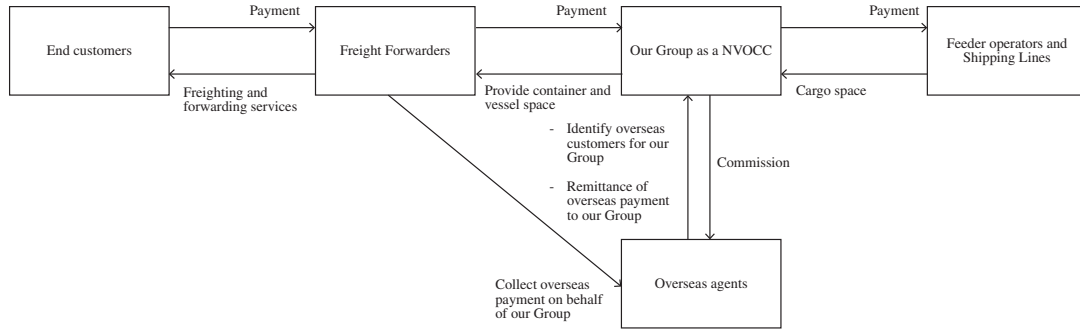 Payment
Payment
Payment
End customers
Freight Forwarders
Our Group as a NVOCC
Feeder operators and
Shipping Lines
Freighting and
forwarding services
Provide container and
vessel space
Cargo space
- Identify overseas
customers for our
Group
Commission
- Remittance of
overseas payment
to our Group
Collect overseas
payment on behalf
of our Group
Overseas agents